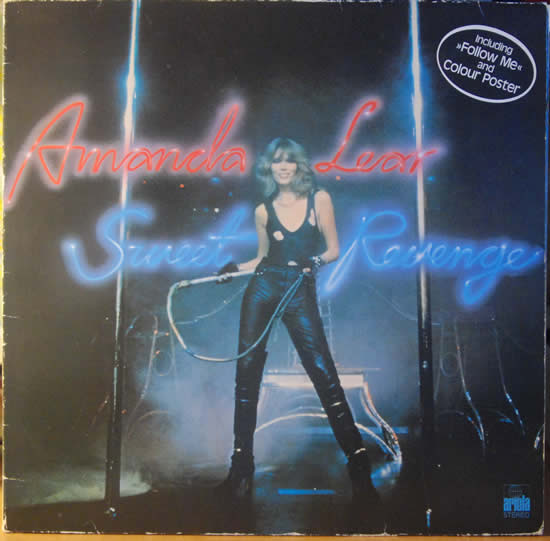 Including
»Follow Me«
and
Colour Poster
Amanda Lear
Sweet Revenge
ariola
STEREO